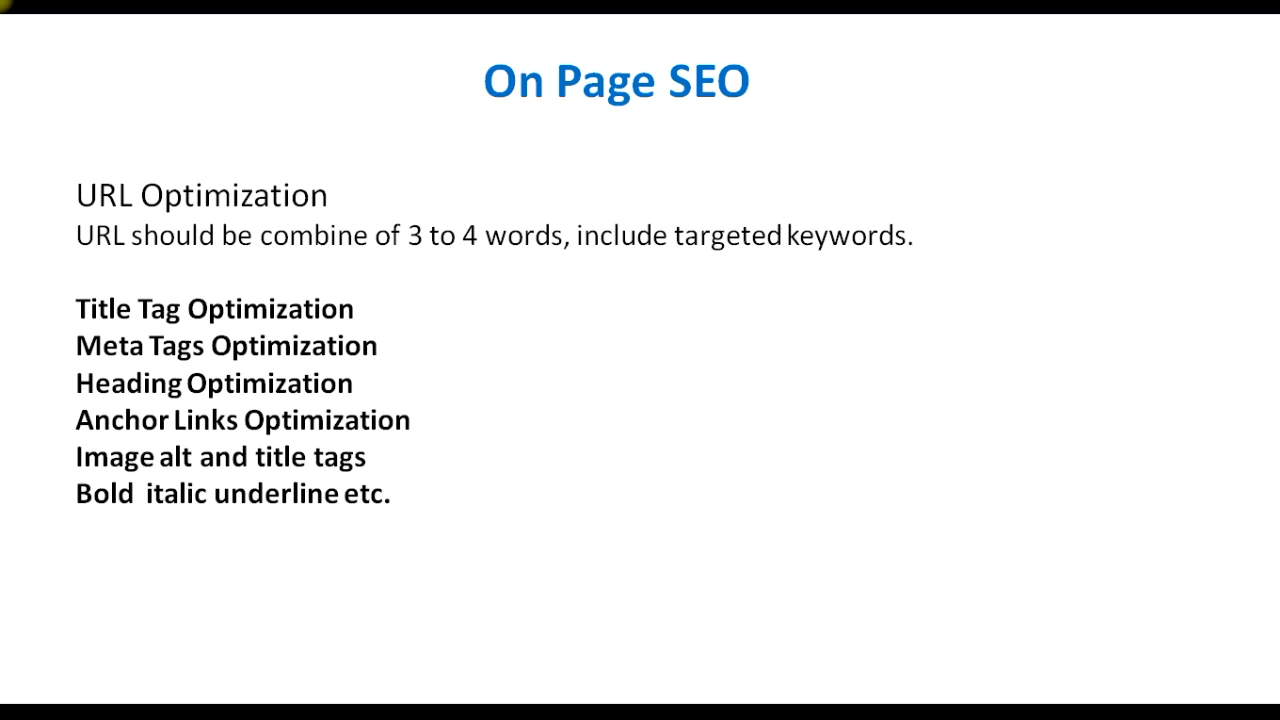 On Page SEO
URL Optimization
URL should be combine of 3 to 4 words, include targeted keywords.
Title Tag Optimization
Meta Tags Optimization
Heading Optimization
Anchor Links Optimization
Image alt and title tags
Bold  italic underline etc.